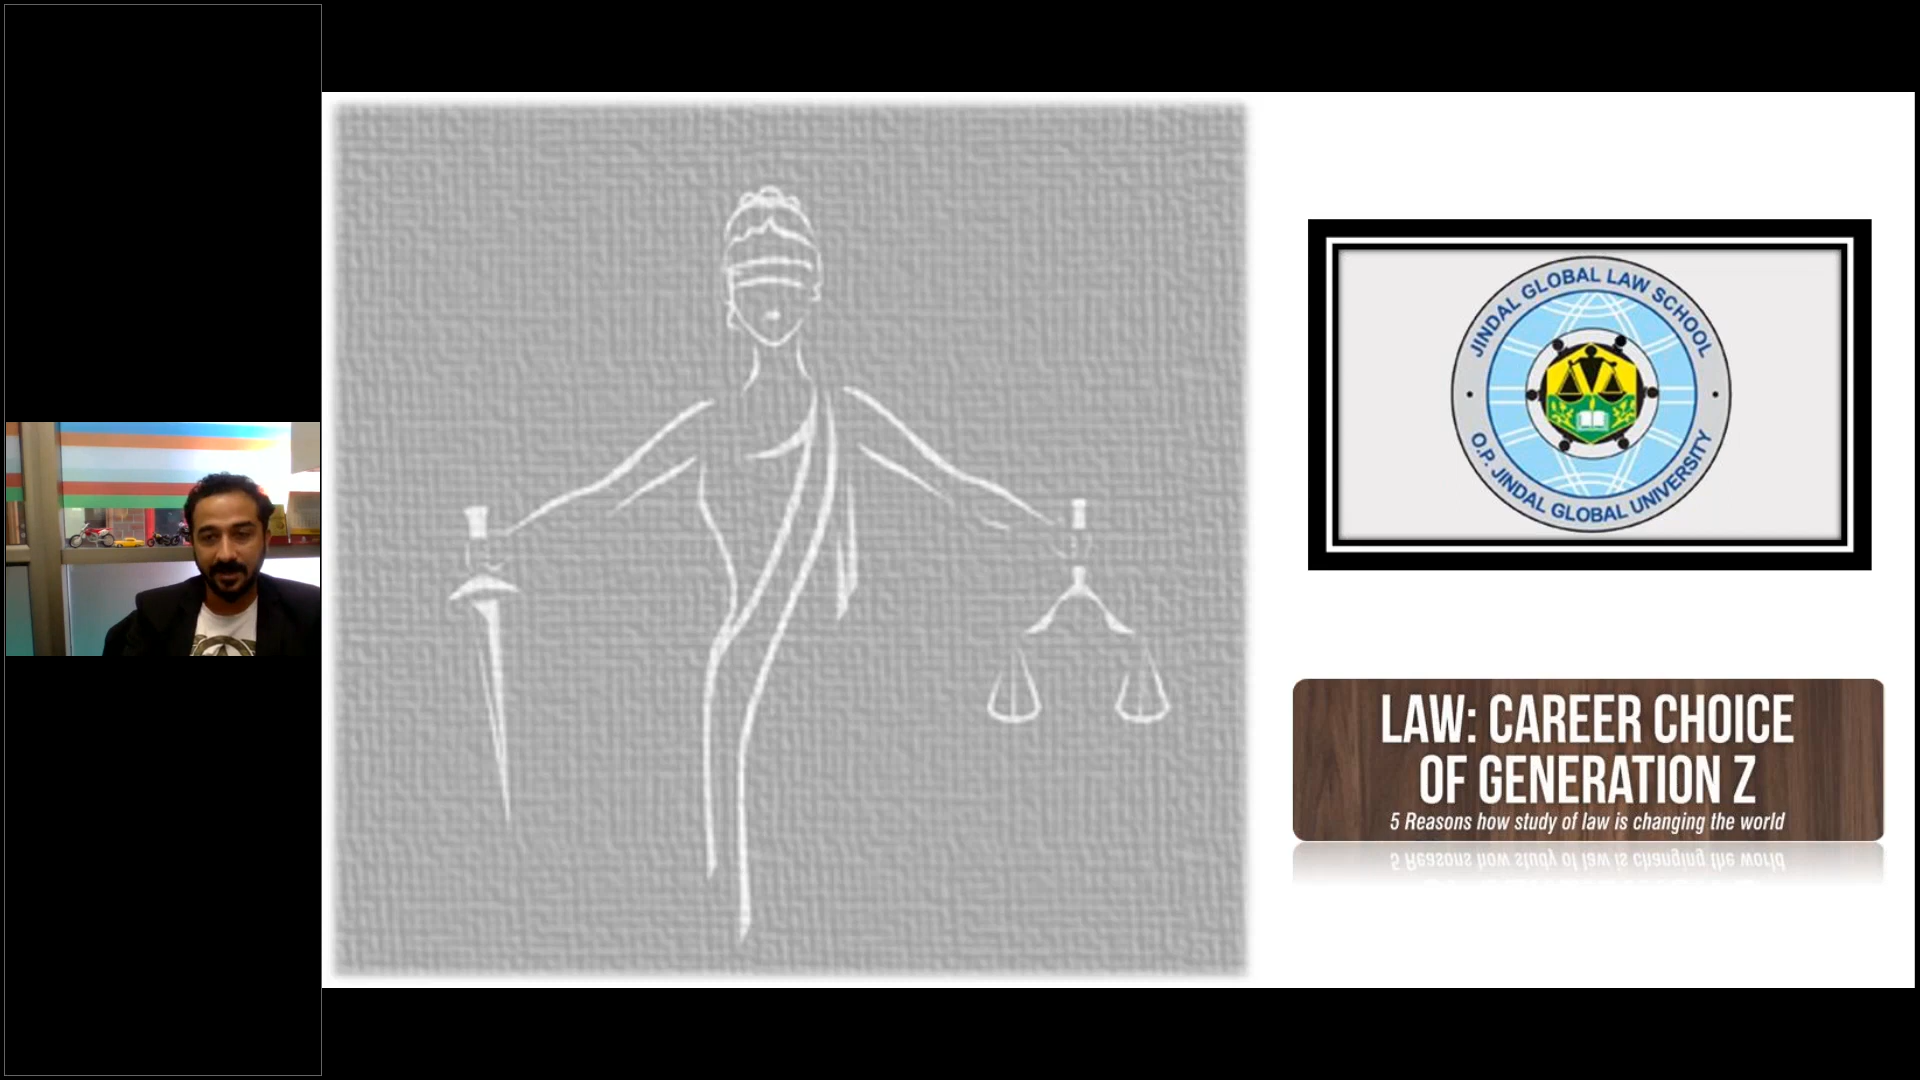 JINDAL GLOBAL LAW SCHOOL
O.P. JINDAL GLOBAL UNIVERSITY
LAW: CAREER CHOICE
OF GENERATION Z
5 Reasons how study of law is changing the world